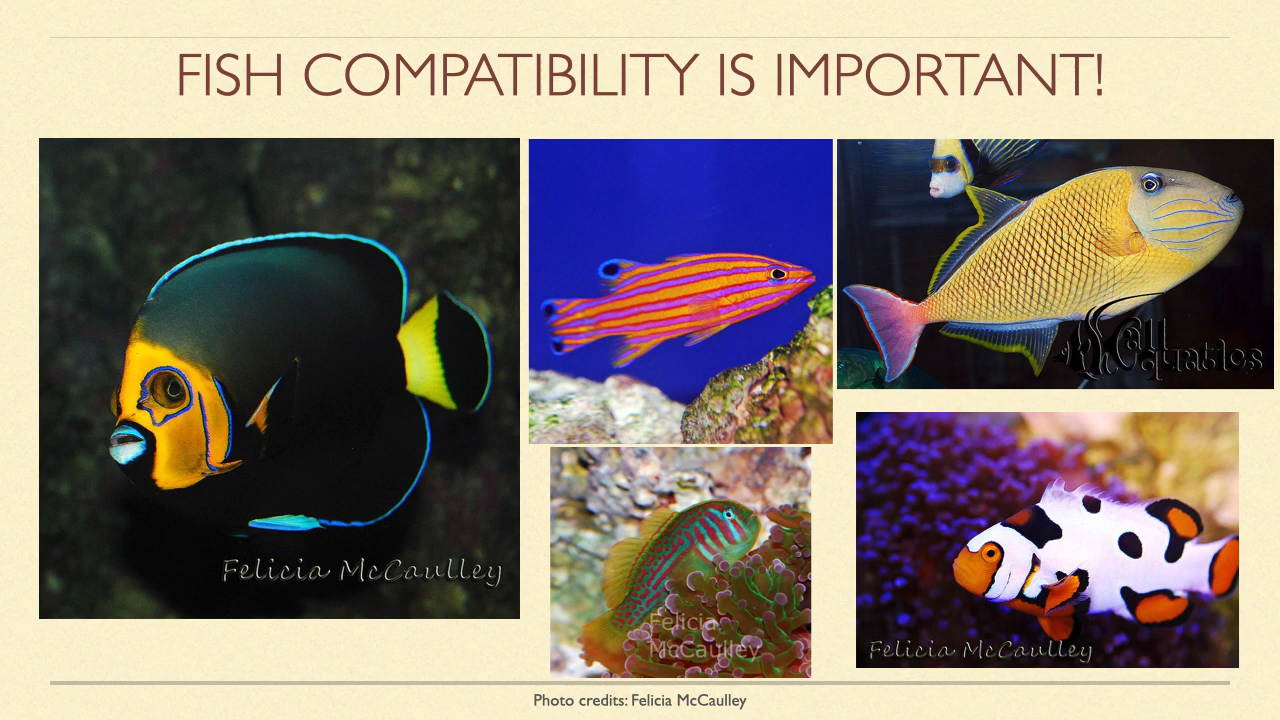 FISH COMPATIBILITY IS IMPORTANT!
Felicia McCaulley
Felicia
McCaulley
Felicia McCaulley
Photo credits: Felicia McCaulley